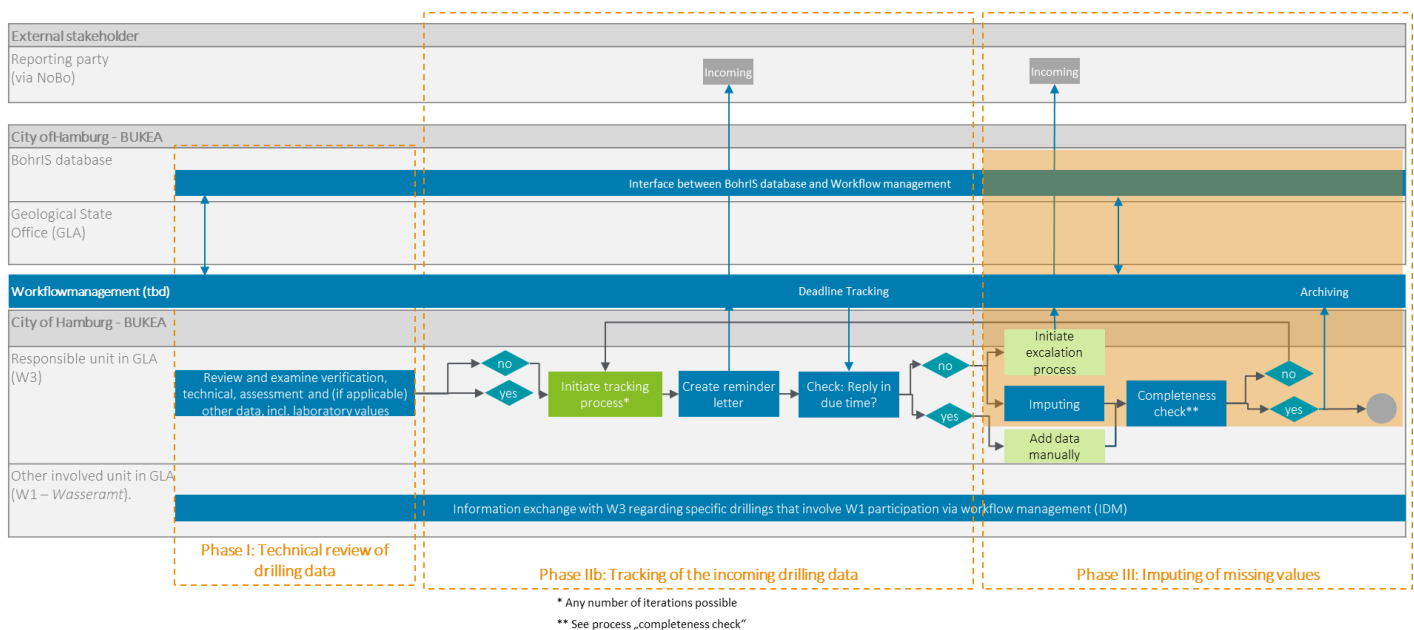 External stakeholder
Reporting party
(via NoBo)
Incoming
Incoming
City ofHamburg - BUKEA
BohrIS database
Interface between BohrIS database and Workflow management
Geological State
Office (GLA)
Workflowmanagement (tbd)
Deadline Tracking
Archiving
City of Hamburg - BUKEA
Responsible unit in GLA
(W3)
Review and examine verification,
technical, assessment and (if applicable)
other data, incl. laboratory values
no
yes
Initiate tracking
process*
Create reminder
letter
Check: Reply in
due time?
no
yes
Initiate
excalation
process
Imputing
Add data
manually
Completeness
check**
no
yes
Other involved unit in GLA
(W1 – Wasseramt).
Information exchange with W3 regarding specific drillings that involve W1 participation via workflow management (IDM)
Phase I: Technical review of
drilling data
Phase IIb: Tracking of the incoming drilling data
Phase III: Imputing of missing values
* Any number of iterations possible
** See process „completeness check“